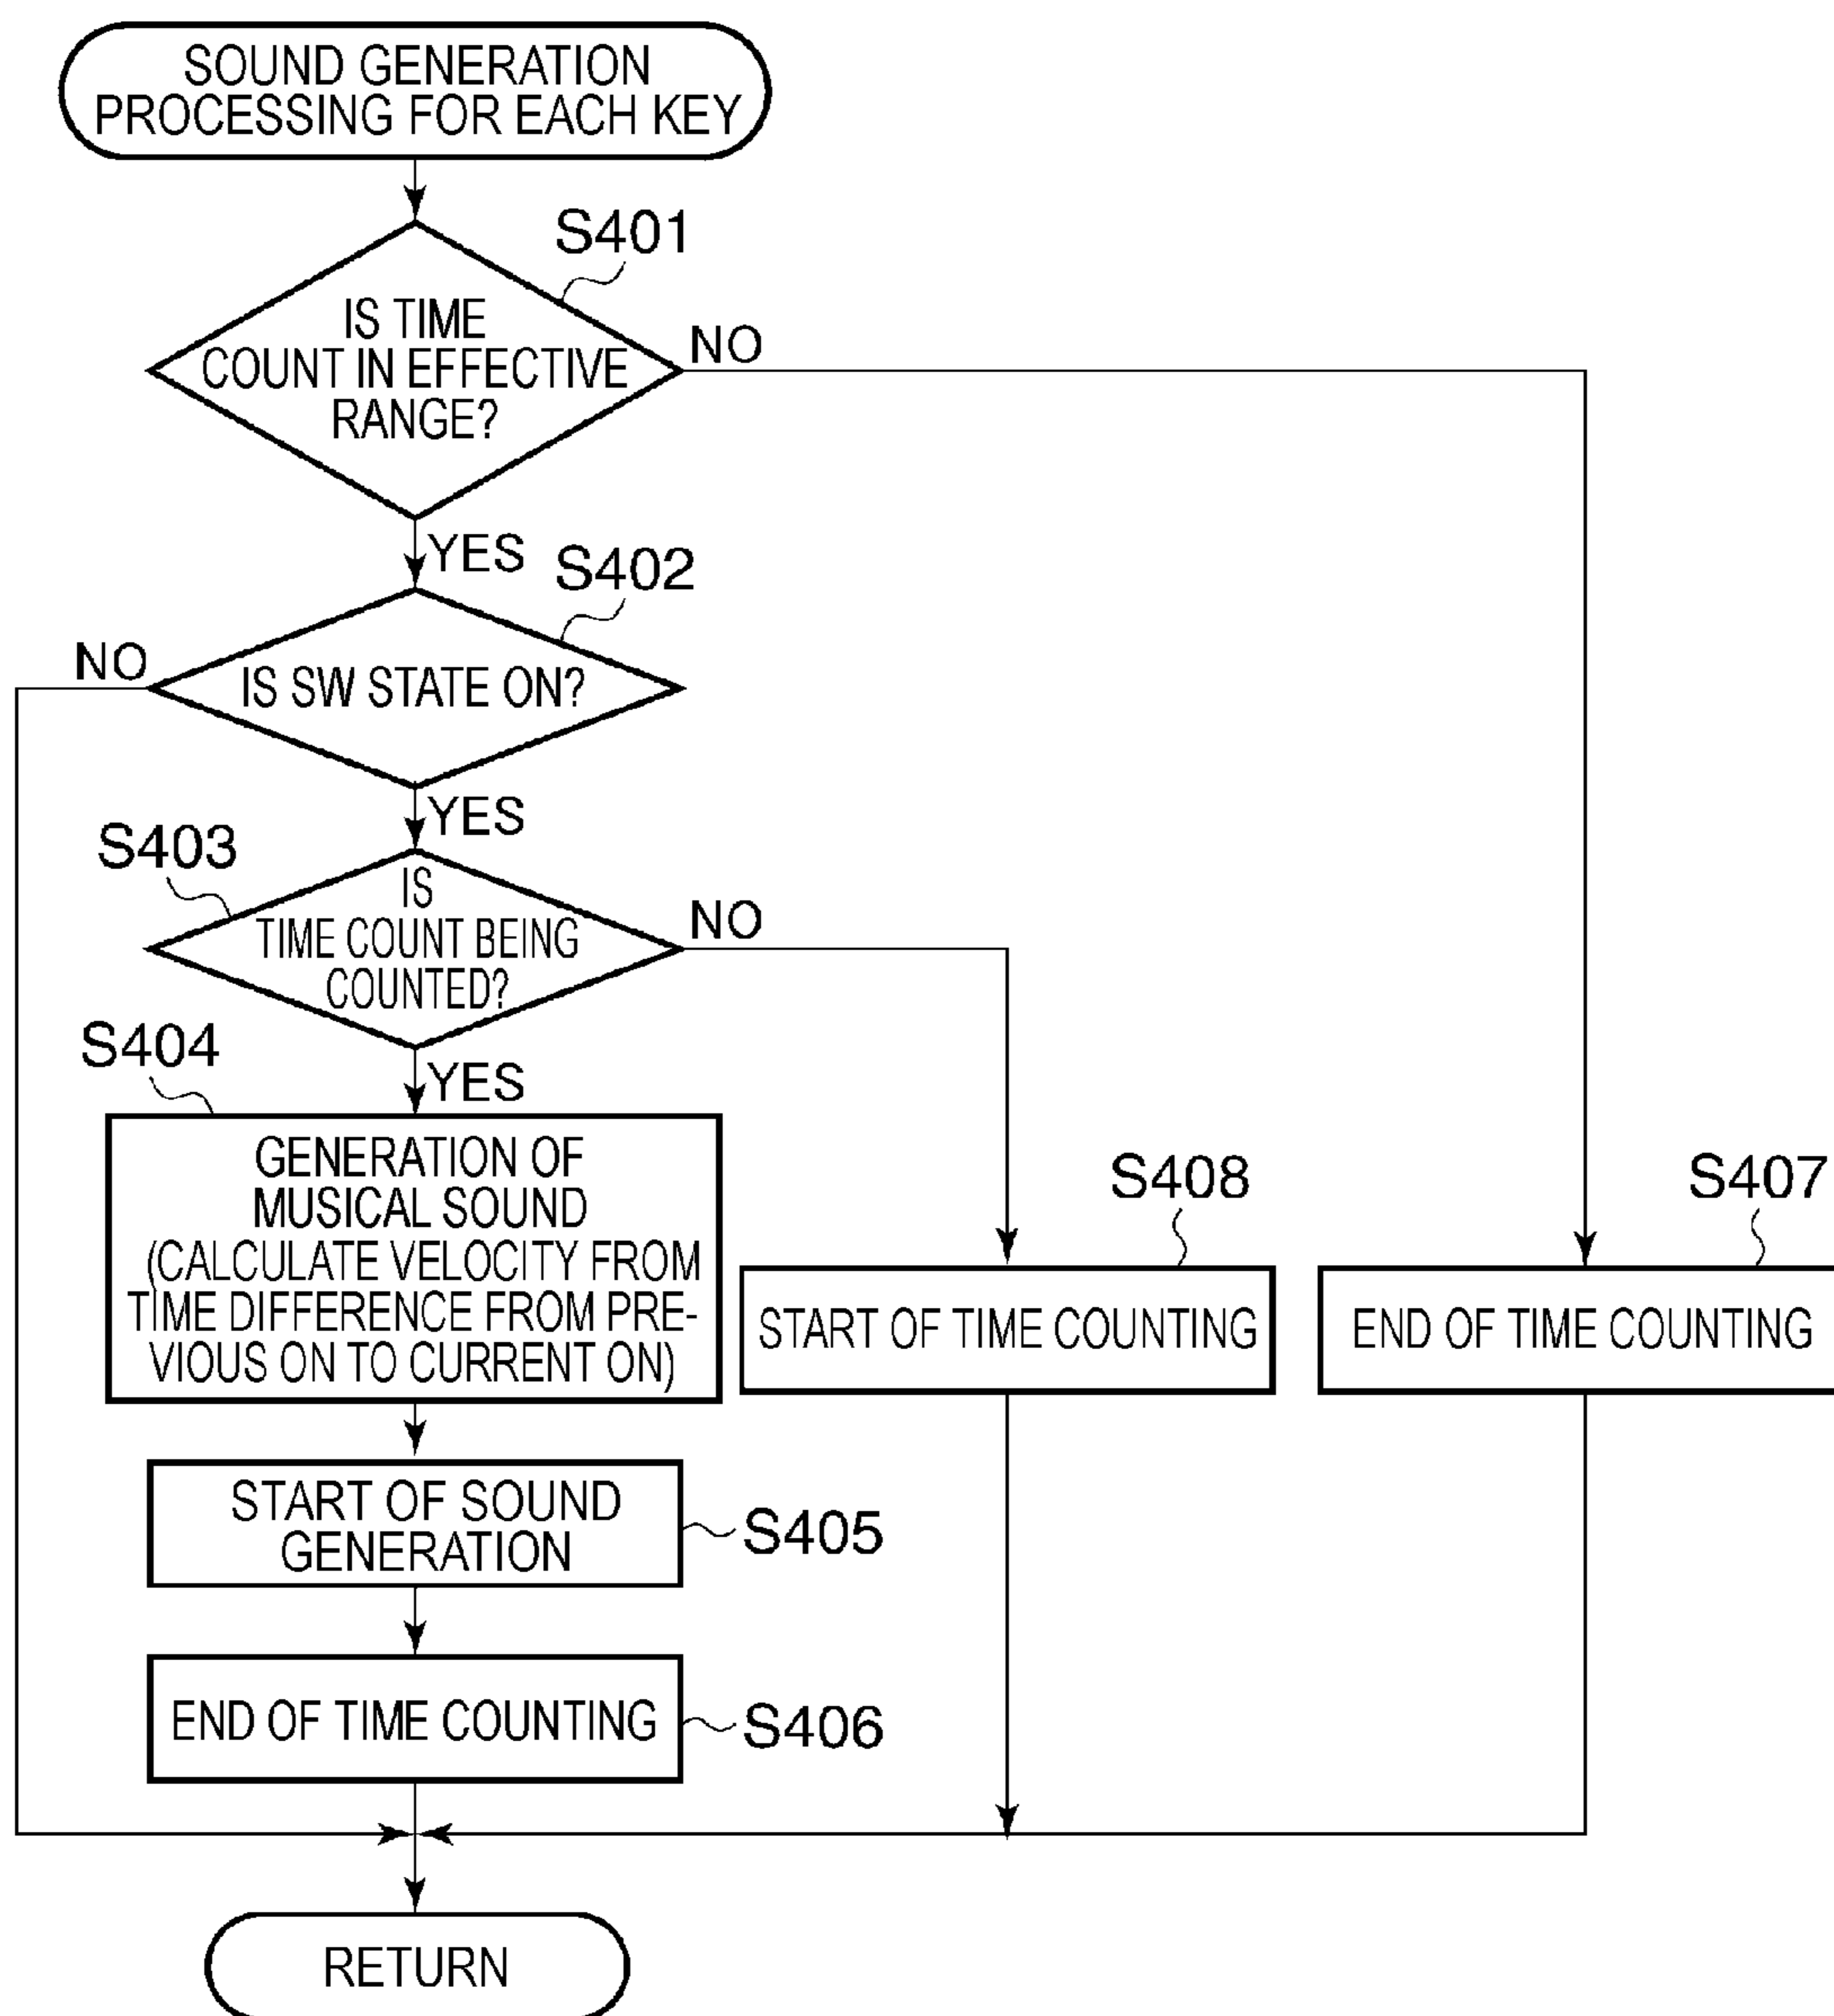 SOUND GENERATION
PROCESSING FOR EACH KEY
S401
IS TIME
COUNT IN EFFECTIVE
RANGE?
NO
YES
S402
NO
IS SW STATE ON?
YES
S403
IS
TIME COUNT BEING
COUNTED?
NO
S404
YES
GENERATION OF
MUSICAL SOUND
(CALCULATE VELOCITY FROM
TIME DIFFERENCE FROM PRE-
VIOUS ON TO CURRENT ON)
S408
START OF TIME COUNTING
S407
END OF TIME COUNTING
START OF SOUND
GENERATION
S405
END OF TIME COUNTING
S406
RETURN